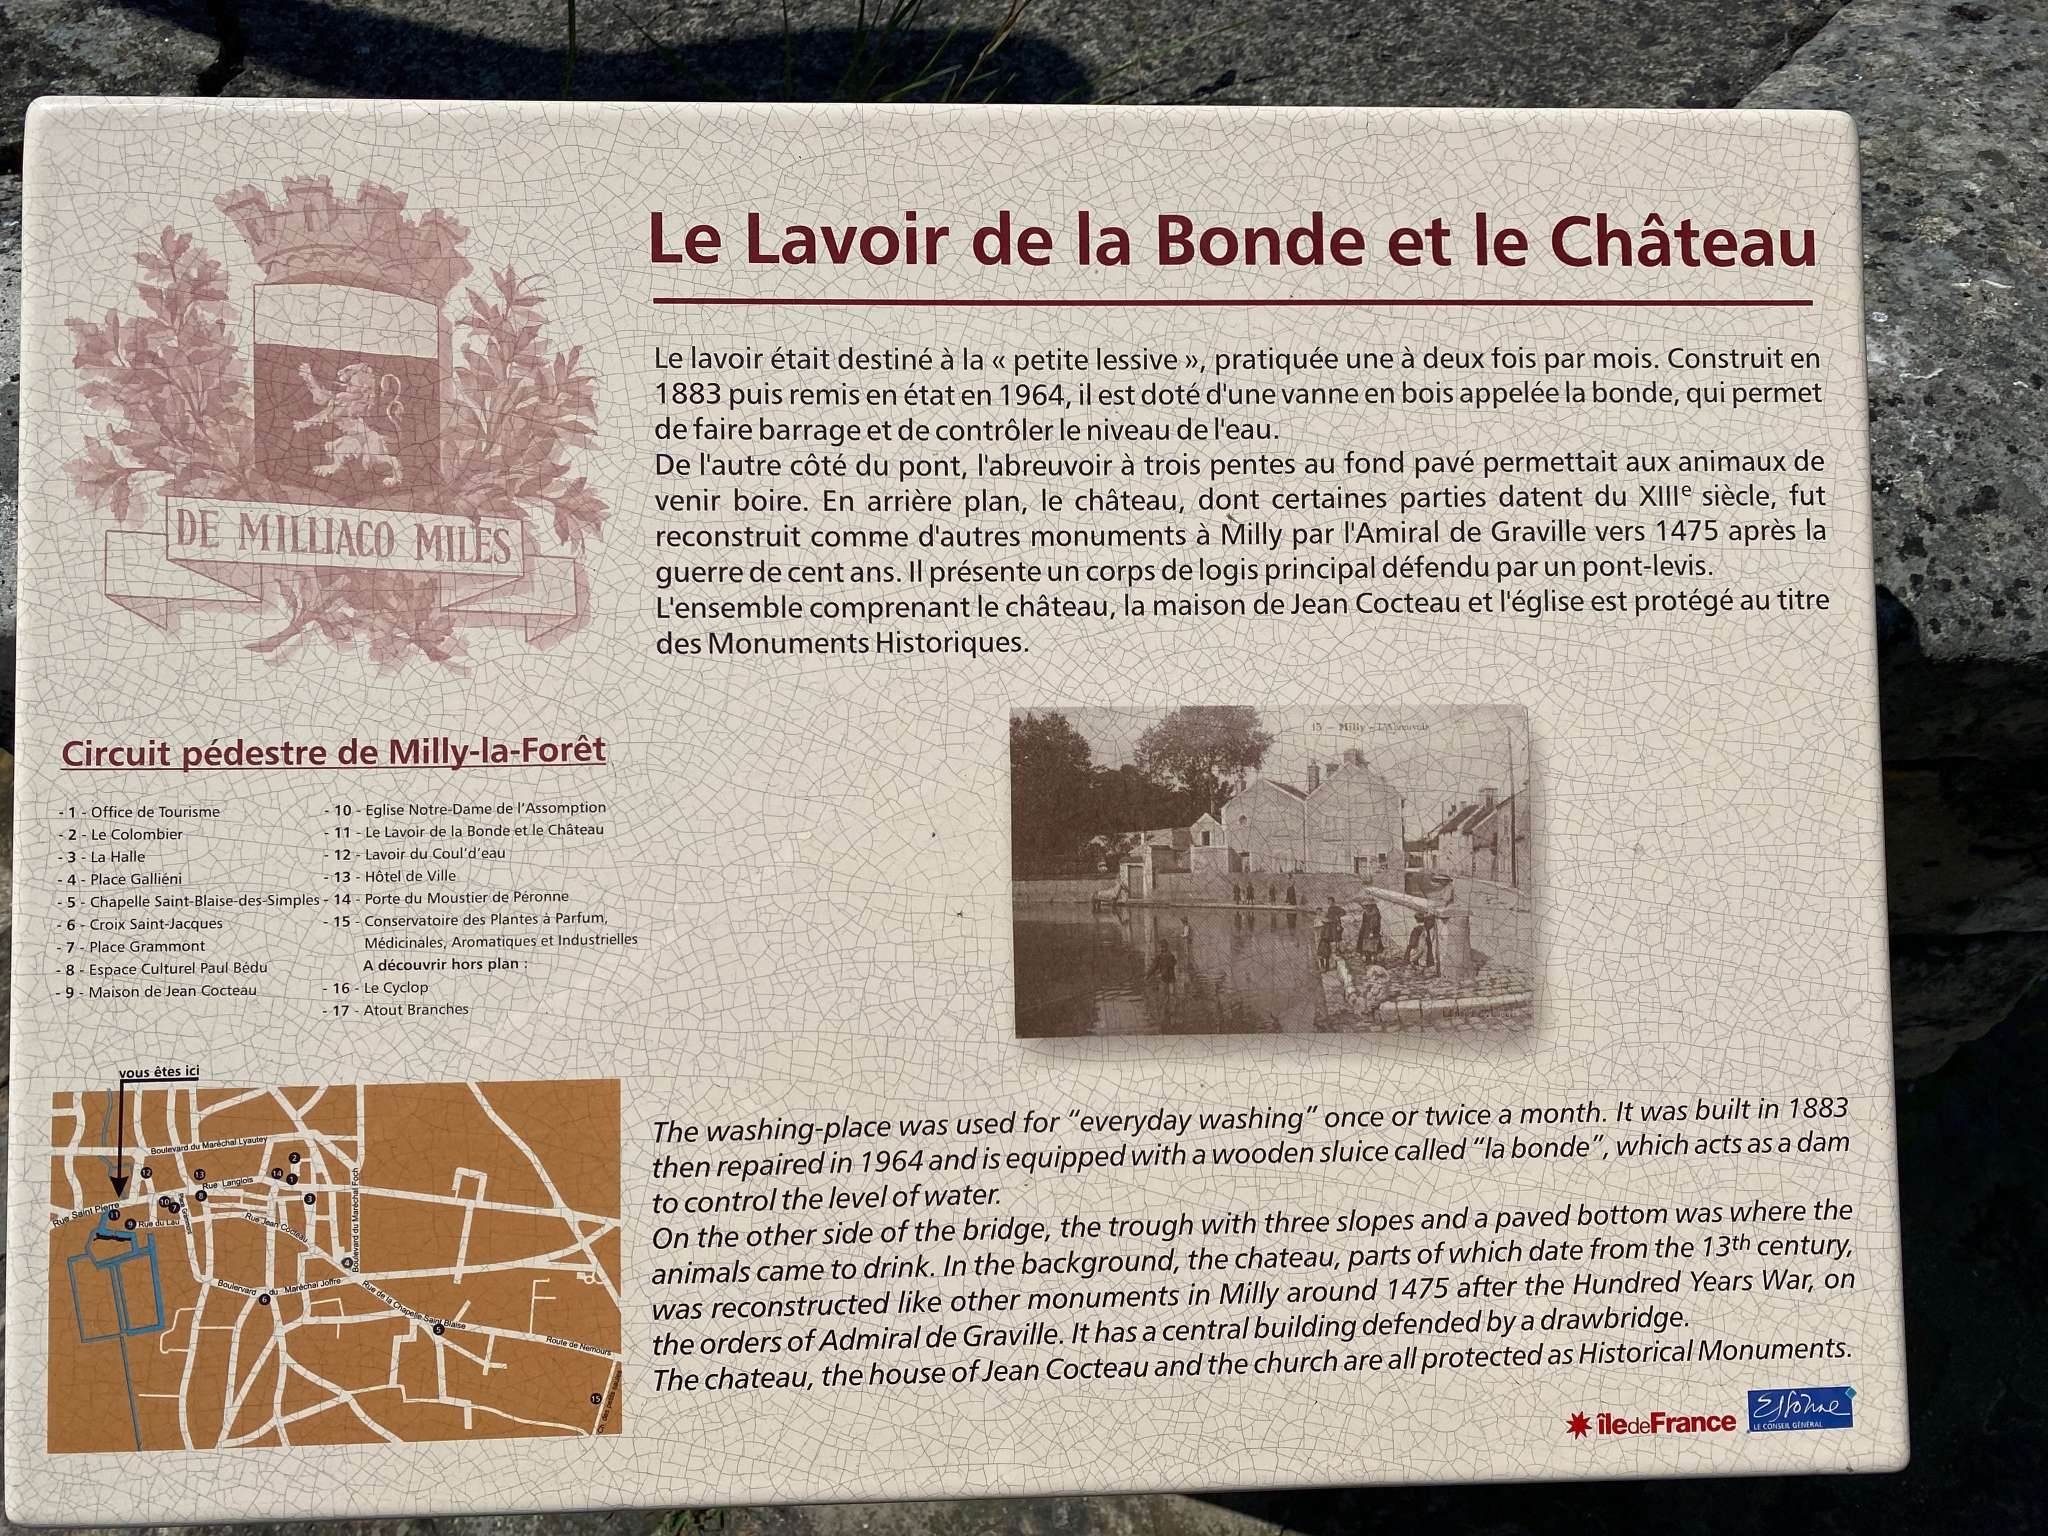 DE MILLIACO MILES
Le Lavoir de la Bonde et le Château
Le lavoir était destiné à la « petite lessive », pratiquée une à deux fois par mois. Construit en
1883 puis remis en état en 1964, il est doté d'une vanne en bois appelée la bonde, qui permet
de faire barrage et de contrôler le niveau de l'eau.
De l'autre côté du pont, l'abreuvoir à trois pentes au fond pavé permettait aux animaux de
venir boire. En arrière plan, le château, dont certaines parties datent du XIIIe siècle, fut
reconstruit comme d'autres monuments à Milly par l'Amiral de Graville vers 1475 après la
guerre de cent ans. Il présente un corps de logis principal défendu par un pont-levis.
L'ensemble comprenant le château, la maison de Jean Cocteau et l'église est protégé au titre
des Monuments Historiques.
15 - Milly - L'Abreuvoir
Circuit pédestre de Milly-la-Forêt
- 1 - Office de Tourisme
- 2 - Le Colombier
- 3 - La Halle
- 4 - Place Galliéni
- 5 - Chapelle Saint-Blaise-des-Simples
- 6 - Croix Saint-Jacques
- 7 - Place Grammont
- 8 - Espace Culturel Paul Bédu
- 9 - Maison de Jean Cocteau
- 10 - Eglise Notre-Dame de l'Assomption
- 11 - Le Lavoir de la Bonde et le Château
- 12 - Lavoir du Coul'd'eau
- 13 - Hôtel de Ville
- 14 - Porte du Moustier de Péronne
- 15 - Conservatoire des Plantes à Parfum,
Médicinales, Aromatiques et Industrielles
A découvrir hors plan :
- 16 - Le Cyclop
- 17 - Atout Branches
vous êtes ici
Boulevard du Maréchal Lyautey
Rue Langlois
Rue Saint Pierre
Rue du Lau
Rue Jean Cocteau
Boulevard du Maréchal Foch
Boulevard du Maréchal Joffre
Rue de la Chapelle Saint Blaise
Route de Nemours
1
2
3
4
5
6
7
8
9
10
11
12
13
14
15
The washing-place was used for "everyday washing" once or twice a month. It was built in 1883
then repaired in 1964 and is equipped with a wooden sluice called "la bonde", which acts as a dam
to control the level of water.
On the other side of the bridge, the trough with three slopes and a paved bottom was where the
animals came to drink. In the background, the chateau, parts of which date from the 13th century,
was reconstructed like other monuments in Milly around 1475 after the Hundred Years War, on
the orders of Admiral de Graville. It has a central building defended by a drawbridge.
The chateau, the house of Jean Cocteau and the church are all protected as Historical Monuments.
îledeFrance
Essonne
LE CONSEIL GÉNÉRAL